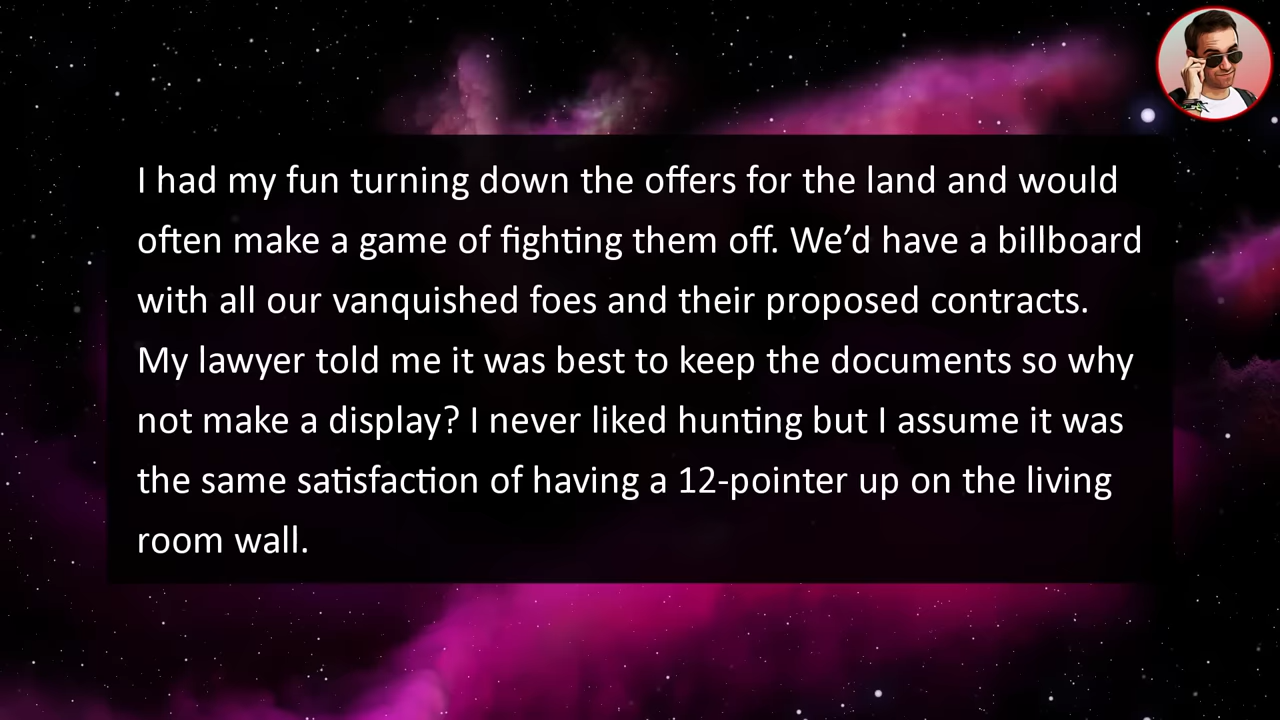 I had my fun turning down the offers for the land and would
often make a game of fighting them off. We’d have a billboard
with all our vanquished foes and their proposed contracts.
My lawyer told me it was best to keep the documents so why
not make a display? I never liked hunting but I assume it was
the same satisfaction of having a 12-pointer up on the living
room wall.